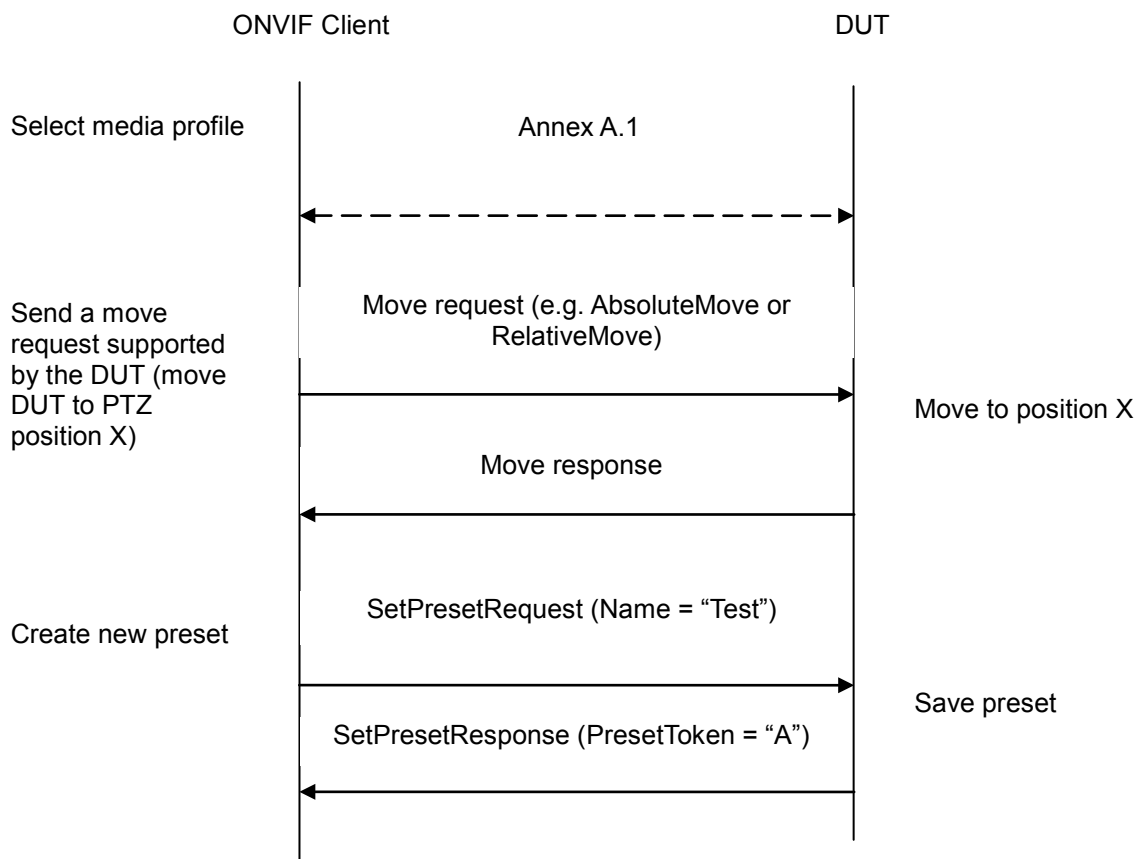 ONVIF Client
DUT
Select media profile
Annex A.1
Send a move
request supported
by the DUT (move
DUT to PTZ
position X)
Move request (e.g. AbsoluteMove or
RelativeMove)
Move to position X
Move response
Create new preset
SetPresetRequest (Name = “Test”)
Save preset
SetPresetResponse (PresetToken = “A”)